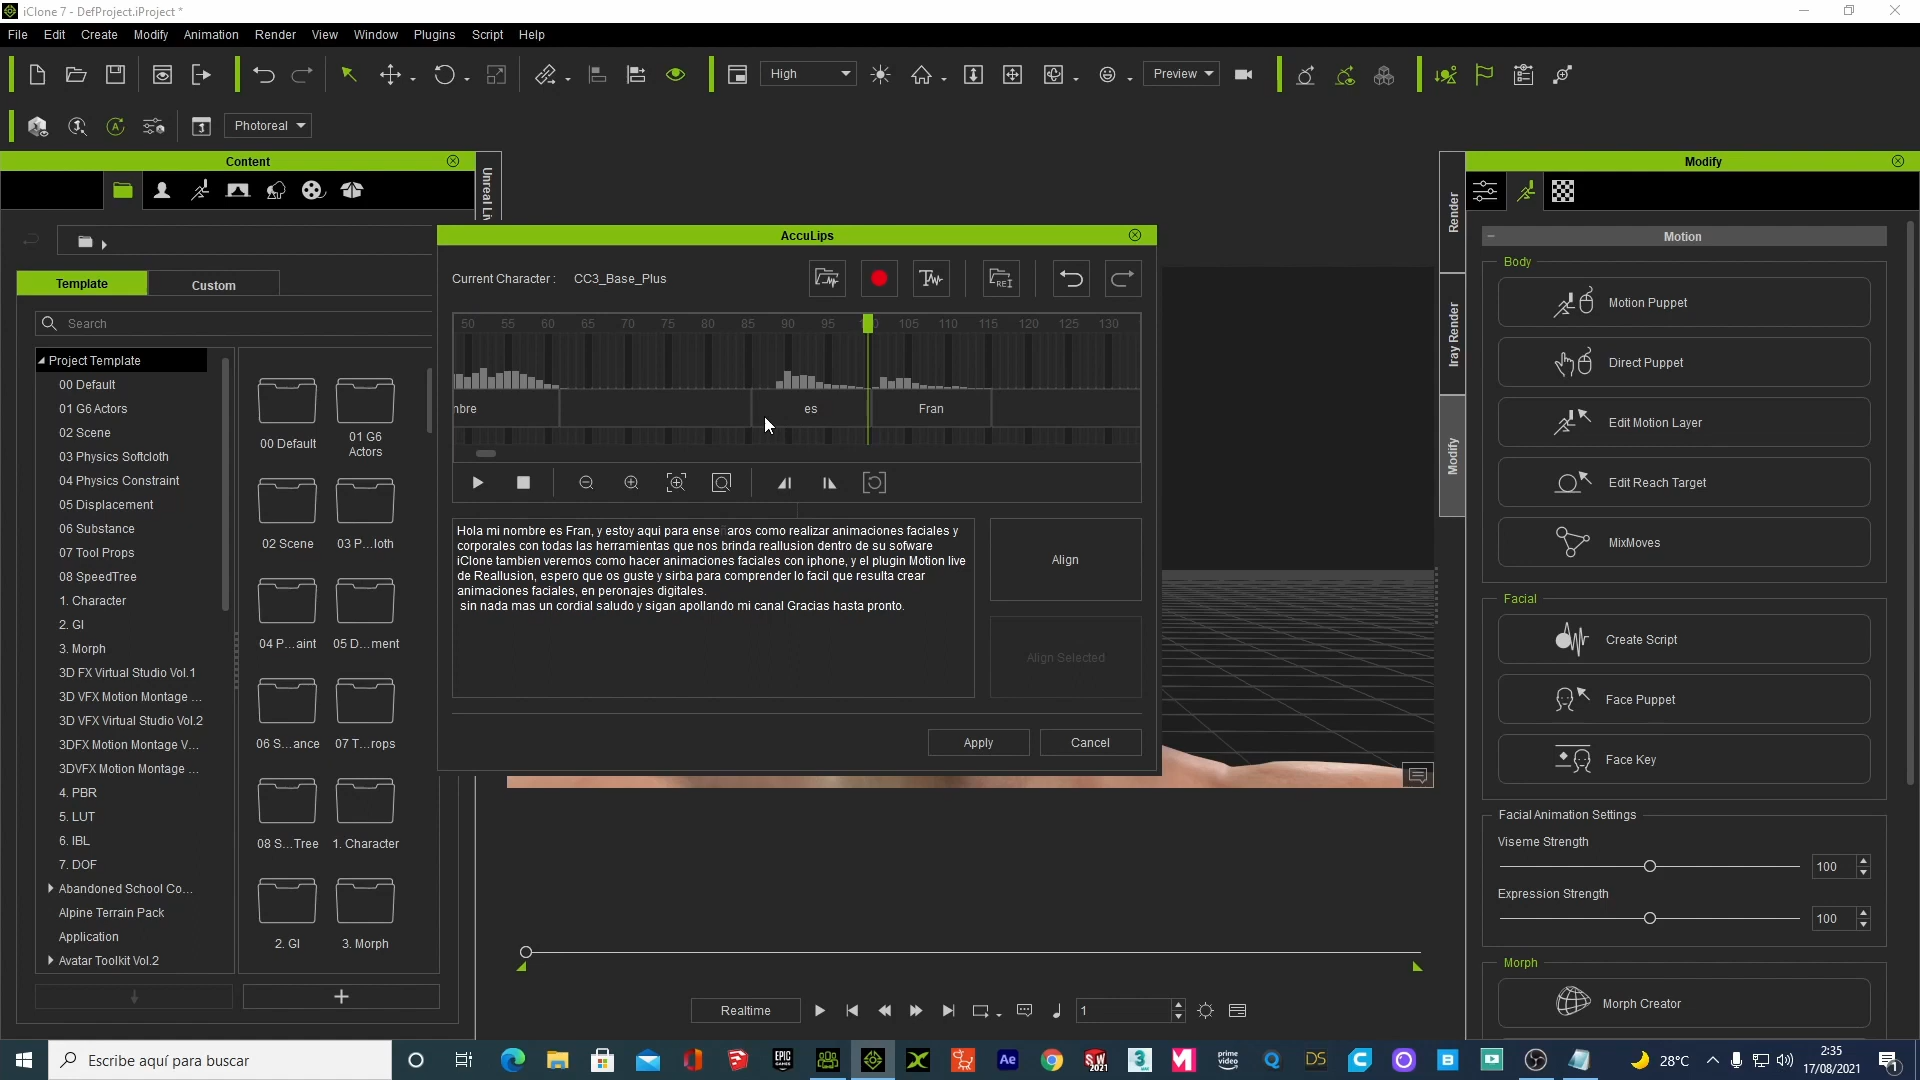 iClone 7 - DefProject.iProject *
File Edit Create Modify Animation Render View Window Plugins Script Help
High
Preview
Photoreal
Content
Modify
Unreal Liv
Render
Iray Render
Modify
Template
Custom
Search
Project Template
00 Default
01 G6 Actors
02 Scene
03 Physics Softcloth
04 Physics Constraint
05 Displacement
06 Substance
07 Tool Props
08 SpeedTree
1. Character
2. GI
3. Morph
3D FX Virtual Studio Vol.1
3D VFX Motion Montage ...
3D VFX Virtual Studio Vol.2
3DFX Motion Montage V...
3DVFX Motion Montage ...
4. PBR
5. LUT
6. IBL
7. DOF
Abandoned School Co...
Alpine Terrain Pack
Application
Avatar Toolkit Vol.2
00 Default
01 G6 Actors
02 Scene
03 P...loth
04 P...aint
05 D...ment
06 S...ance
07 T...rops
08 S...Tree
1. Character
2. GI
3. Morph
AccuLips
Current Character : CC3_Base_Plus
50 55 60 65 70 75 80 85 90 95 105 110 115 120 125 130
nbre es Fran
Hola mi nombre es Fran, y estoy aqui para ense aros como realizar animaciones faciales y
corporales con todas las herramientas que nos brinda reallusion dentro de su sofware
iClone tambien veremos como hacer animaciones faciales con iphone, y el plugin Motion live
de Reallusion, espero que os guste y sirba para comprender lo facil que resulta crear
animaciones faciales, en peronajes digitales.
sin nada mas un cordial saludo y sigan apollando mi canal Gracias hasta pronto.
Align
Align Selected
Apply
Cancel
Motion
Body
Motion Puppet
Direct Puppet
Edit Motion Layer
Edit Reach Target
MixMoves
Facial
Create Script
Face Puppet
Face Key
Facial Animation Settings
Viseme Strength
100
Expression Strength
100
Morph
Morph Creator
Realtime
1
Escribe aquí para buscar
28°C
2:35
17/08/2021